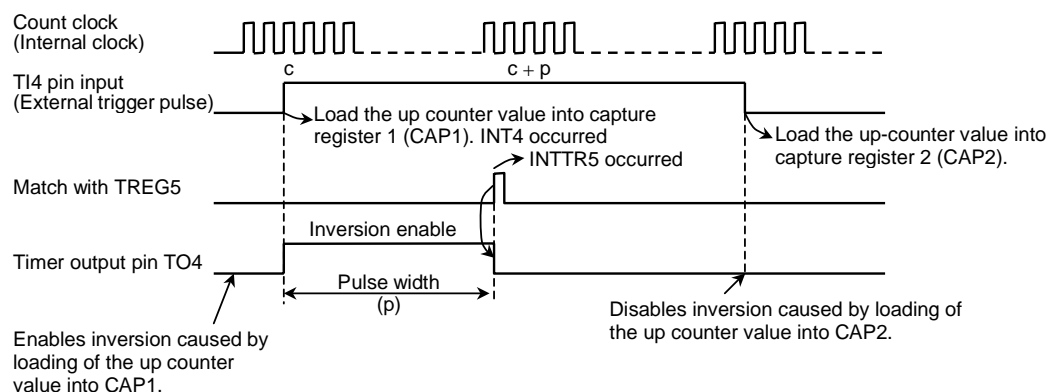 Count clock
(Internal clock)
TI4 pin input
(External trigger pulse)
c
c + p
Load the up counter value into capture
register 1 (CAP1). INT4 occurred
INTTR5 occurred
Load the up-counter value into
capture register 2 (CAP2).
Match with TREG5
Inversion enable
Timer output pin TO4
Pulse width
(p)
Enables inversion caused by
loading of the up counter
value into CAP1.
Disables inversion caused by loading of
the up counter value into CAP2.